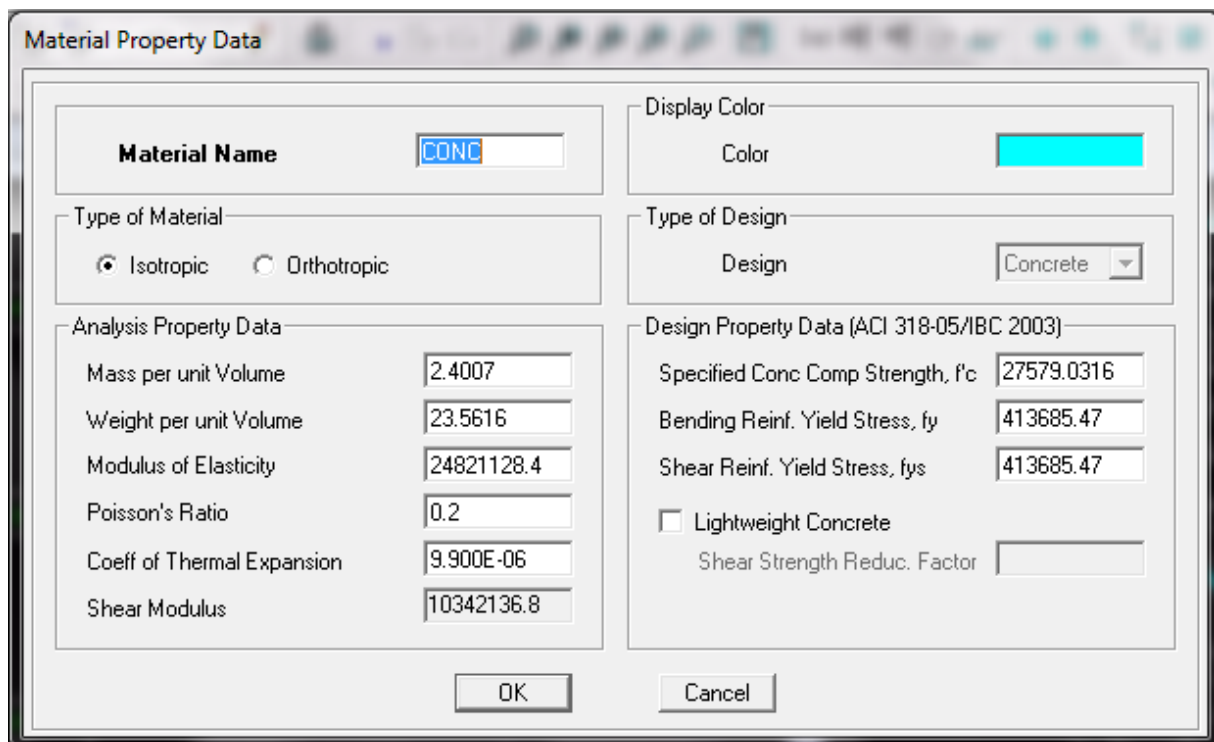 Material Property Data
Material Name CONC
Display Color
Color
Type of Material
Isotropic Orthotropic
Type of Design
Design Concrete
Analysis Property Data
Mass per unit Volume 2.4007
Weight per unit Volume 23.5616
Modulus of Elasticity 24821128.4
Poisson's Ratio 0.2
Coeff of Thermal Expansion 9.900E-06
Shear Modulus 10342136.8
Design Property Data (ACI 318-05/IBC 2003)
Specified Conc Comp Strength, f'c 27579.0316
Bending Reinf. Yield Stress, fy 413685.47
Shear Reinf. Yield Stress, fys 413685.47
Lightweight Concrete
Shear Strength Reduc. Factor
OK Cancel